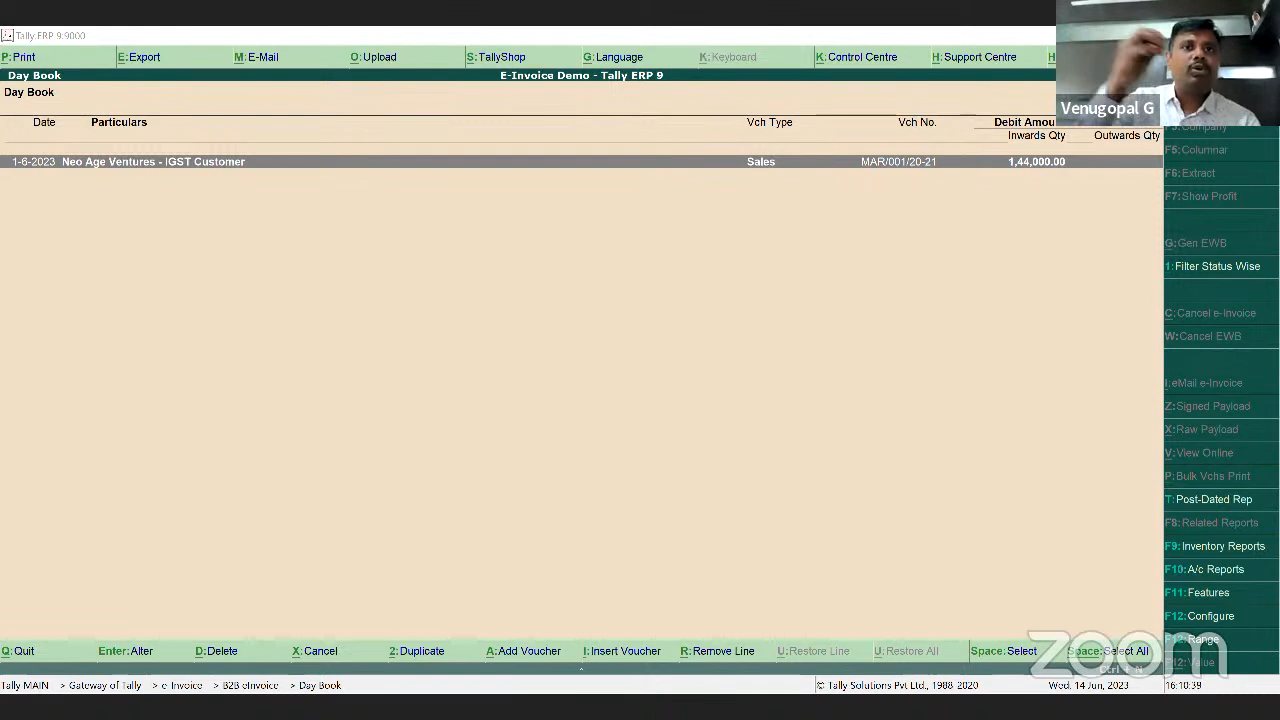 Tally.ERP 9:9000
P:Print E:Export M:E-Mail O:Upload S:TallyShop G:Language K:Keyboard K:Control Centre H:Support Centre H
Day Book E-Invoice Demo - Tally ERP 9
Day Book
Venugopal G
Date Particulars Vch Type Vch No. Debit Amou
Inwards Qty Outwards Qty
1-6-2023 Neo Age Ventures - IGST Customer Sales MAR/001/20-21 1,44,000.00
F3:Company
F5:Columnar
F6:Extract
F7:Show Profit
G:Gen EWB
1:Filter Status Wise
C:Cancel e-Invoice
W:Cancel EWB
I:eMail e-Invoice
Z:Signed Payload
X:Raw Payload
V:View Online
P:Bulk Vchs Print
T:Post-Dated Rep
F8:Related Reports
F9:Inventory Reports
F10:A/c Reports
F11:Features
F12:Configure
F12:Range
F12:Value
zoom
Q:Quit Enter:Alter D:Delete X:Cancel 2:Duplicate A:Add Voucher I:Insert Voucher R:Remove Line U:Restore Line U:Restore All Space:Select Space:Select All
Ctrl + N
Tally MAIN --> Gateway of Tally --> e-Invoice --> B2B eInvoice --> Day Book © Tally Solutions Pvt Ltd., 1988-2020 Wed, 14 Jun, 2023 16:10:39